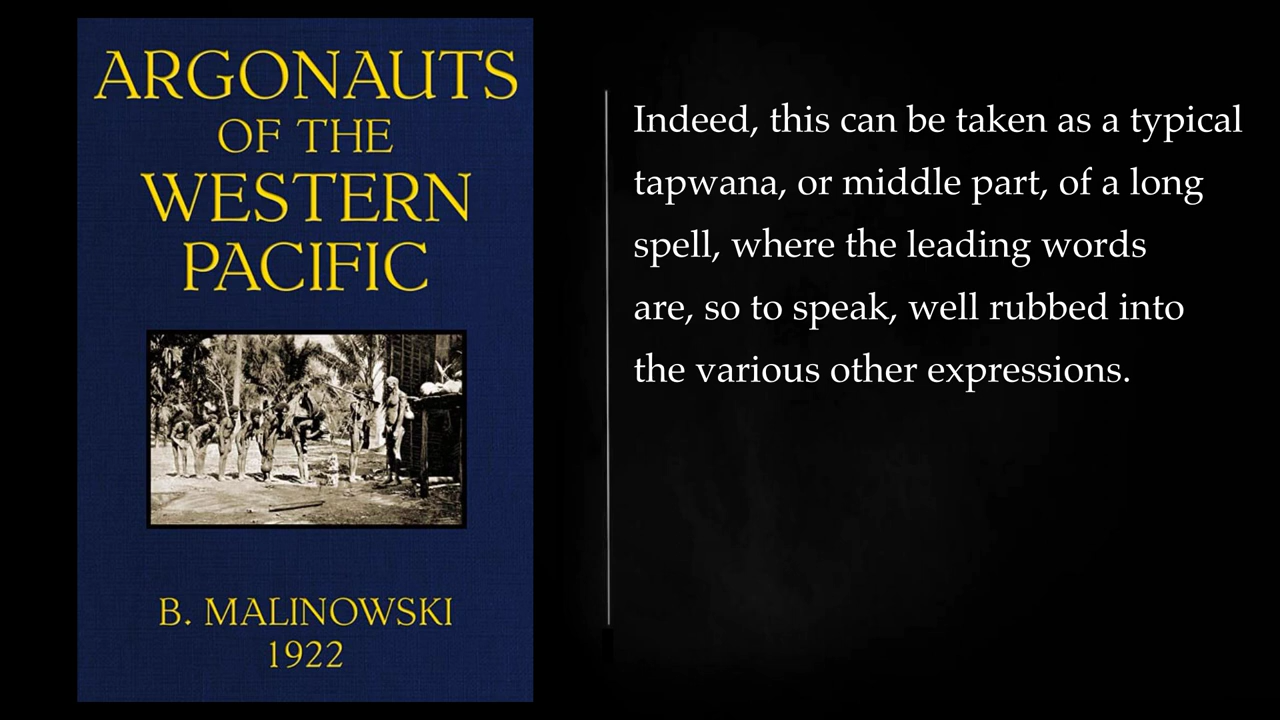 ARGONAUTS
OF THE
WESTERN
PACIFIC
B. MALINOWSKI
1922
Indeed, this can be taken as a typical
tapwana, or middle part, of a long
spell, where the leading words
are, so to speak, well rubbed into
the various other expressions.